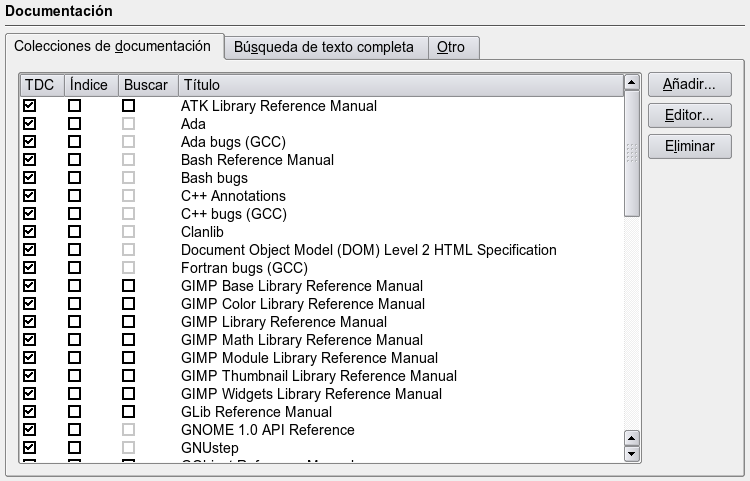 Documentación
Colecciones de documentación Búsqueda de texto completa Otro
TDC Índice Buscar Título
Añadir...
ATK Library Reference Manual
Ada
Editor...
Ada bugs (GCC)
Eliminar
Bash Reference Manual
Bash bugs
C++ Annotations
C++ bugs (GCC)
Clanlib
Document Object Model (DOM) Level 2 HTML Specification
Fortran bugs (GCC)
GIMP Base Library Reference Manual
GIMP Color Library Reference Manual
GIMP Library Reference Manual
GIMP Math Library Reference Manual
GIMP Module Library Reference Manual
GIMP Thumbnail Library Reference Manual
GIMP Widgets Library Reference Manual
GLib Reference Manual
GNOME 1.0 API Reference
GNUstep